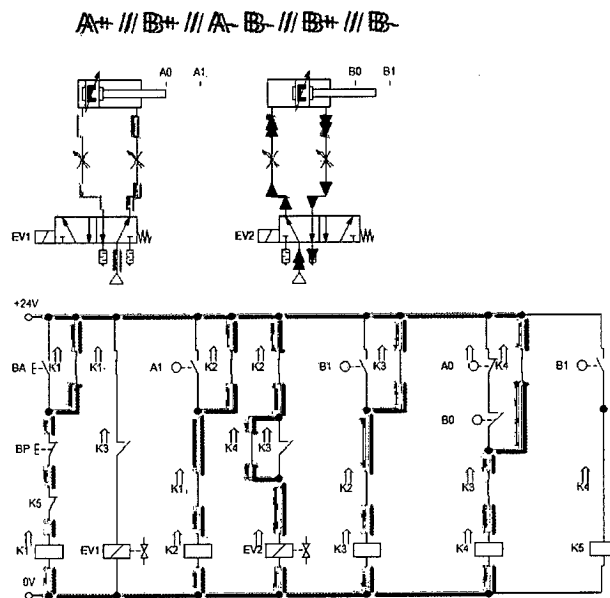 A+ /// B+ /// A- B- /// B+ /// B-
A0 A1 B0 B1
EV1 EV2
+24V
BA K1 K1 A1 K2 K2 B1 K3 A0 K4 B1
B0
BP K3 K4 K3
K5 K1 K2 K3 K4
K1 EV1 K2 EV2 K3 K4 K5
0V